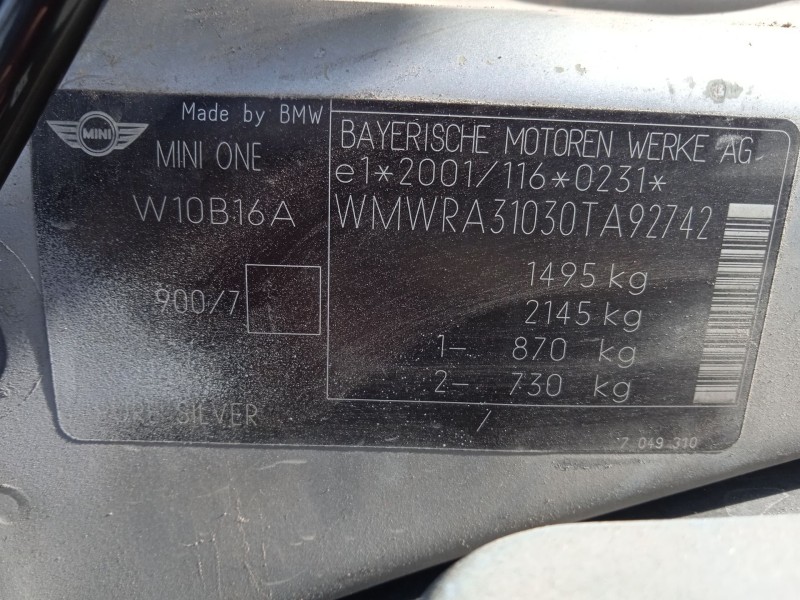 MINI
Made by BMW
MINI ONE
W10B16A
900/7
PURE SILVER
BAYERISCHE MOTOREN WERKE AG
e1*2001/116*0231*
WMWRA31030TA92742
1495 kg
2145 kg
1- 870 kg
2- 730 kg
/
7 049 310